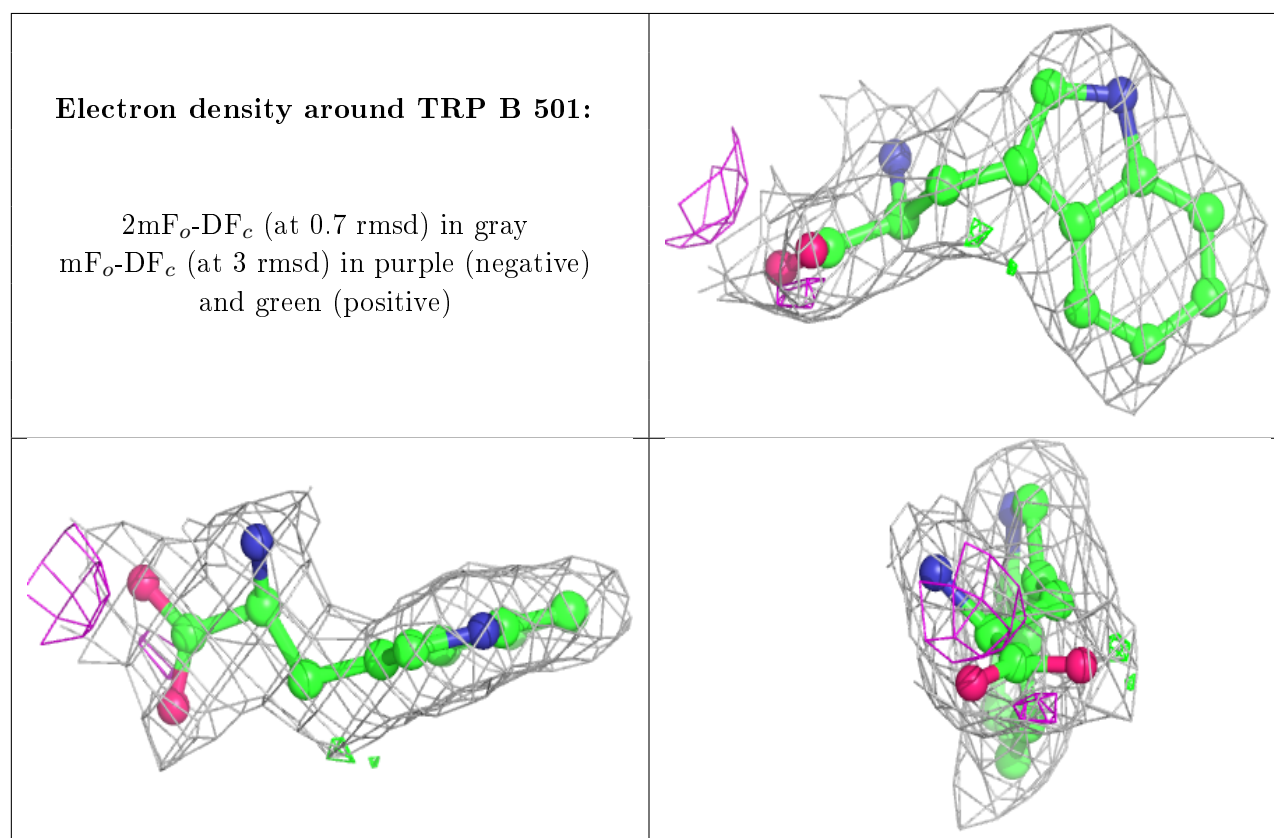 Electron density around TRP B 501:
2mFo-DFc (at 0.7 rmsd) in gray
mFo-DFc (at 3 rmsd) in purple (negative)
and green (positive)